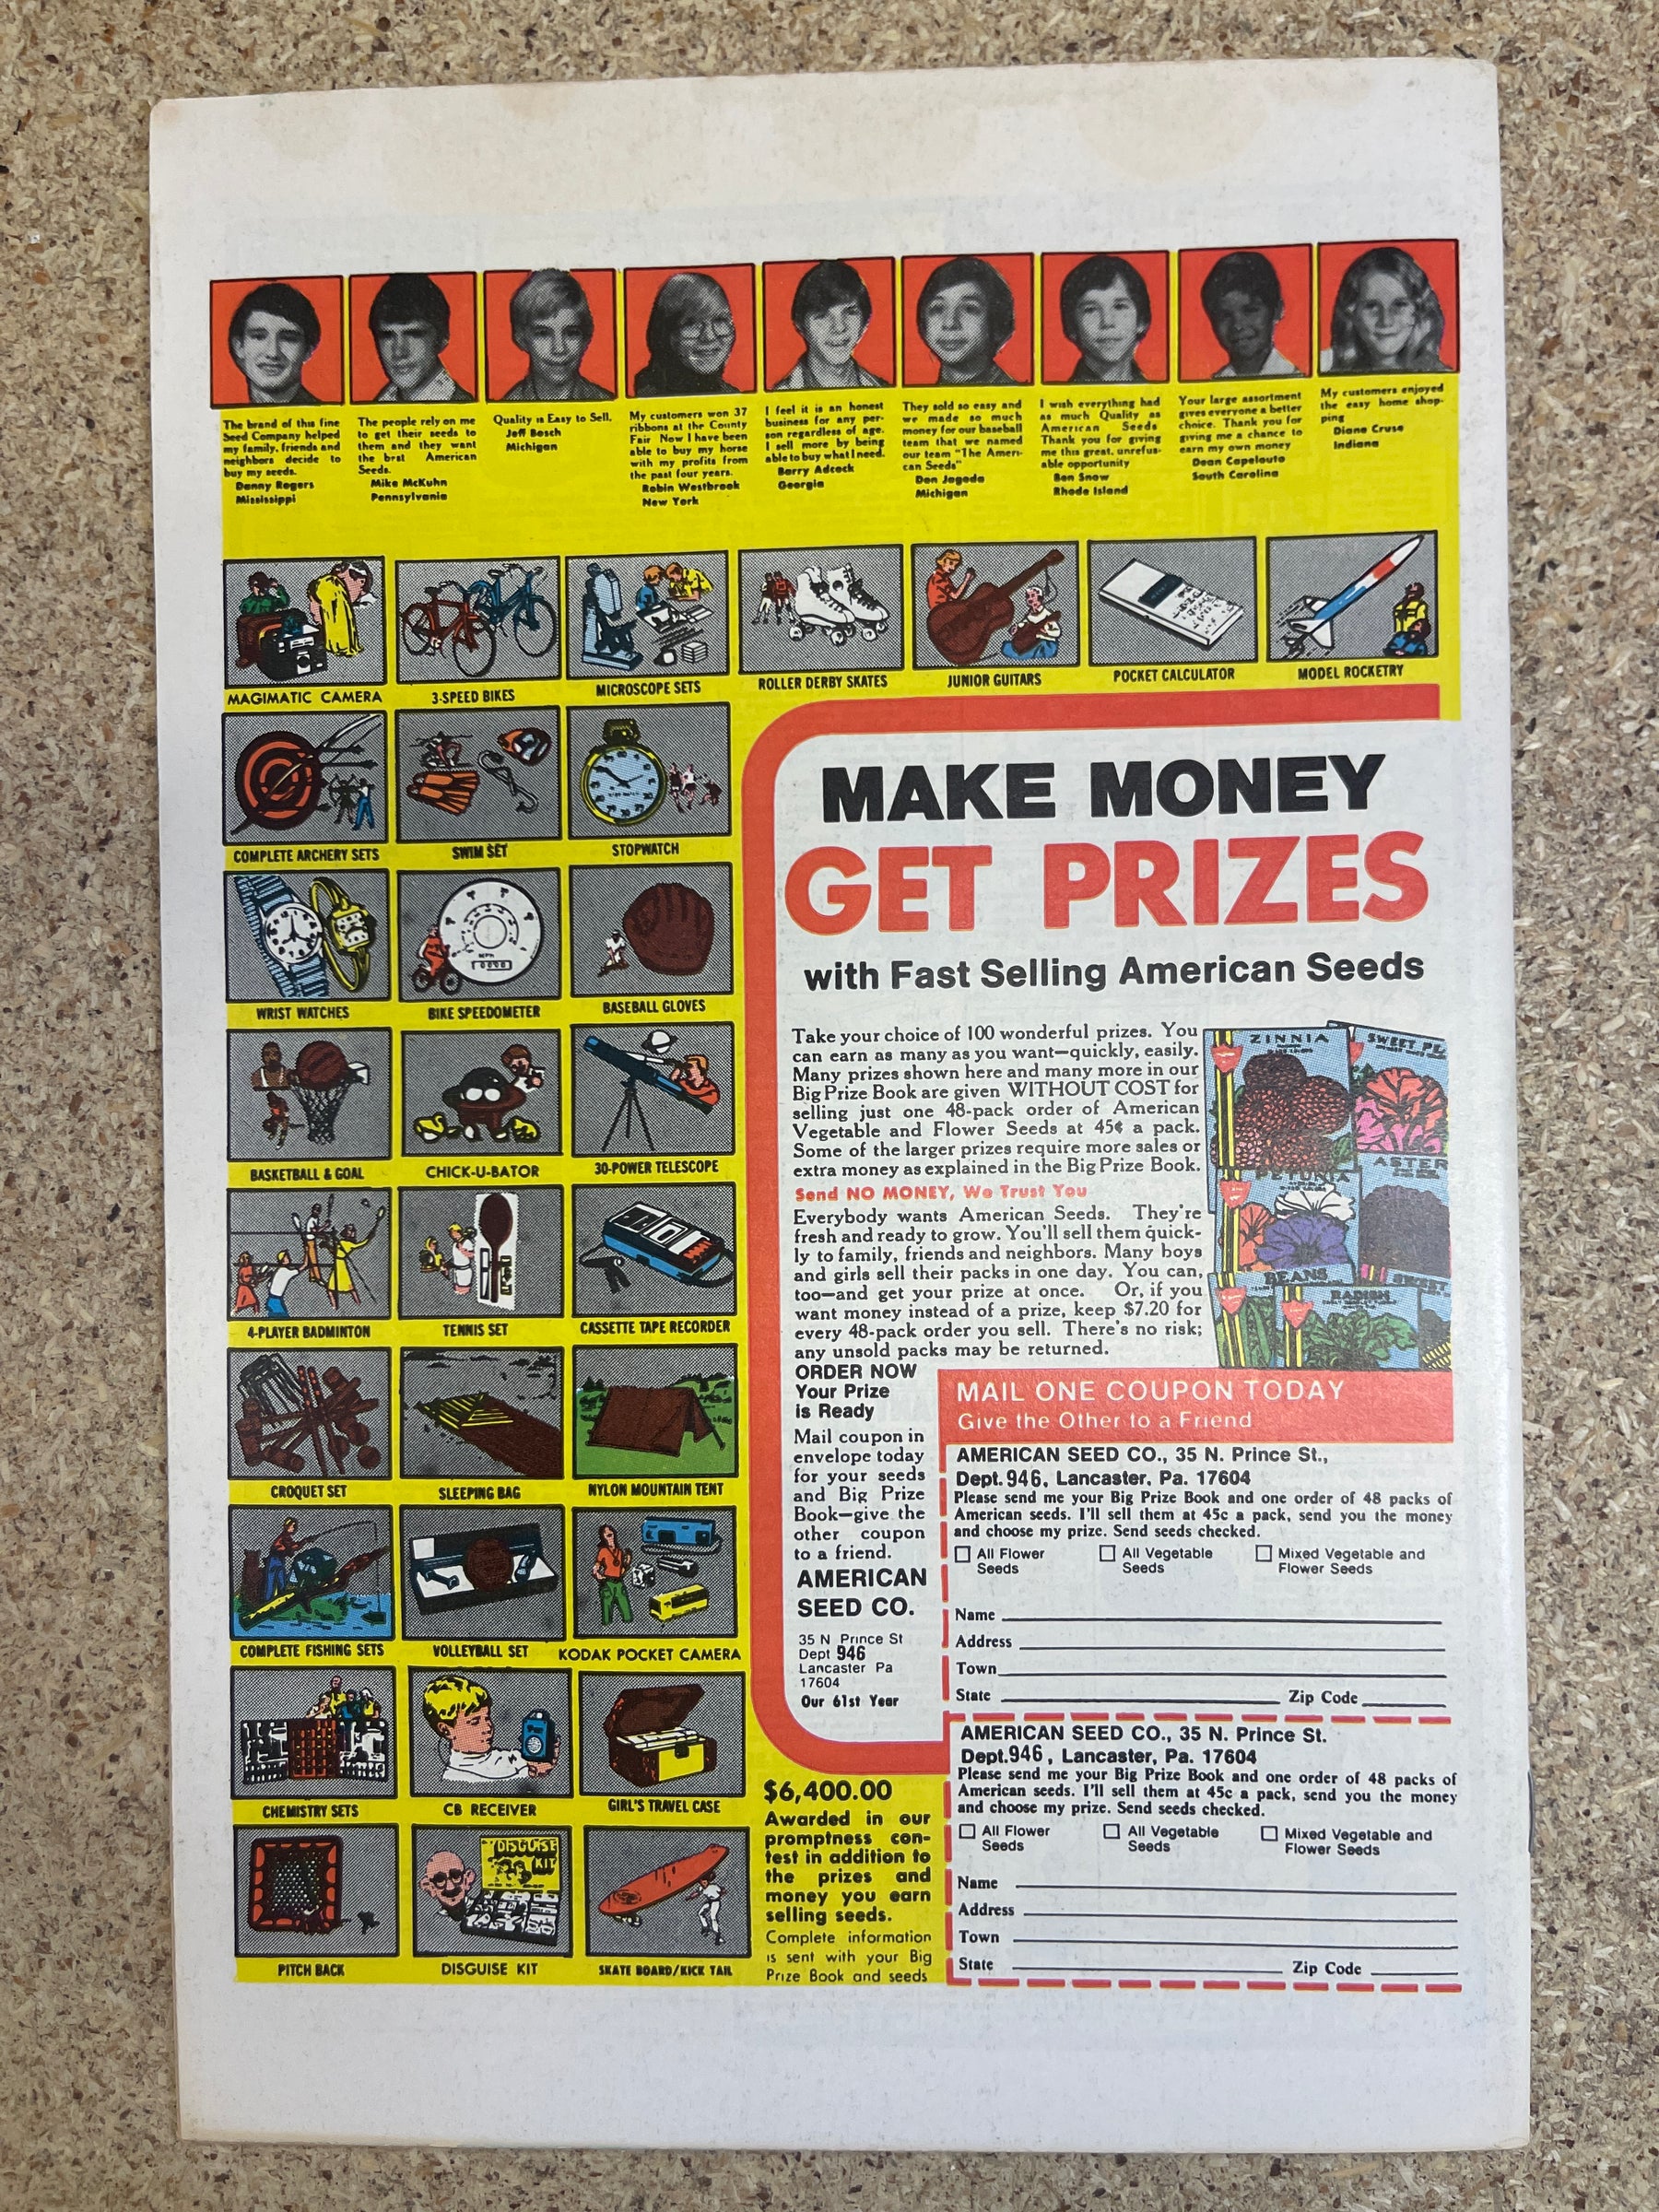 The brand of this fine
Seed Company helped
my family, friends and
neighbors decide to
buy my seeds.
Danny Rogers
Mississippi
The people rely on me
to get their seeds to
them and they want
the best American
Seeds.
Mike McKuhn
Pennsylvania
Quality is Easy to Sell.
Jeff Bosch
Michigan
My customers won 37
ribbons at the County
Fair Now I have been
able to buy my horse
with my profits from
the past four years.
Robin Westbrook
New York
I feel it is an honest
business for any per-
son regardless of age.
I sell more by being
able to buy what I need.
Barry Adcock
Georgia
They sold so easy and
we made so much
money for our baseball
team that we named
our team "The Ameri-
can Seeds"
Don Jagoda
Michigan
I wish everything had
as much Quality as
American Seeds
Thank you for giving
me this great, unrefus-
able opportunity
Ben Snow
Rhode Island
Your large assortment
gives everyone a better
choice. Thank you for
giving me a chance to
earn my own money
Dean Capelouto
South Carolina
My customers enjoyed
the easy home shop-
ping
Diane Cruse
Indiana
MAGIMATIC CAMERA
3-SPEED BIKES
MICROSCOPE SETS
ROLLER DERBY SKATES
JUNIOR GUITARS
POCKET CALCULATOR
MODEL ROCKETRY
COMPLETE ARCHERY SETS
SWIM SET
STOPWATCH
WRIST WATCHES
MPH
BIKE SPEEDOMETER
BASEBALL GLOVES
BASKETBALL & GOAL
CHICK-U-BATOR
30-POWER TELESCOPE
4-PLAYER BADMINTON
TENNIS SET
CASSETTE TAPE RECORDER
CROQUET SET
SLEEPING BAG
NYLON MOUNTAIN TENT
COMPLETE FISHING SETS
VOLLEYBALL SET
KODAK POCKET CAMERA
CHEMISTRY SETS
CB RECEIVER
GIRL'S TRAVEL CASE
DISGUISE
KIT
PITCH BACK
DISGUISE KIT
SKATE BOARD/KICK TAIL
MAKE MONEY
GET PRIZES
with Fast Selling American Seeds
Take your choice of 100 wonderful prizes. You
can earn as many as you want—quickly, easily.
Many prizes shown here and many more in our
Big Prize Book are given WITHOUT COST for
selling just one 48-pack order of American
Vegetable and Flower Seeds at 45¢ a pack.
Some of the larger prizes require more sales or
extra money as explained in the Big Prize Book.
Send NO MONEY, We Trust You
Everybody wants American Seeds. They're
fresh and ready to grow. You'll sell them quick-
ly to family, friends and neighbors. Many boys
and girls sell their packs in one day. You can,
too—and get your prize at once. Or, if you
want money instead of a prize, keep $7.20 for
every 48-pack order you sell. There's no risk;
any unsold packs may be returned.
ZINNIA
SWEET PE
PETUNIA
ASTER
BEANS
RADISH
SWEET
ORDER NOW
Your Prize
is Ready
Mail coupon in
envelope today
for your seeds
and Big Prize
Book—give the
other coupon
to a friend.
AMERICAN
SEED CO.
35 N Prince St
Dept 946
Lancaster Pa
17604
Our 61st Year
$6,400.00
Awarded in our
promptness con-
test in addition to
the prizes and
money you earn
selling seeds.
Complete information
is sent with your Big
Prize Book and seeds
MAIL ONE COUPON TODAY
Give the Other to a Friend
AMERICAN SEED CO., 35 N. Prince St.,
Dept. 946, Lancaster, Pa. 17604
Please send me your Big Prize Book and one order of 48 packs of
American seeds. I'll sell them at 45c a pack, send you the money
and choose my prize. Send seeds checked.
All Flower
Seeds
All Vegetable
Seeds
Mixed Vegetable and
Flower Seeds
Name
Address
Town
State Zip Code
AMERICAN SEED CO., 35 N. Prince St.
Dept.946, Lancaster, Pa. 17604
Please send me your Big Prize Book and one order of 48 packs of
American seeds. I'll sell them at 45c a pack, send you the money
and choose my prize. Send seeds checked.
All Flower
Seeds
All Vegetable
Seeds
Mixed Vegetable and
Flower Seeds
Name
Address
Town
State Zip Code